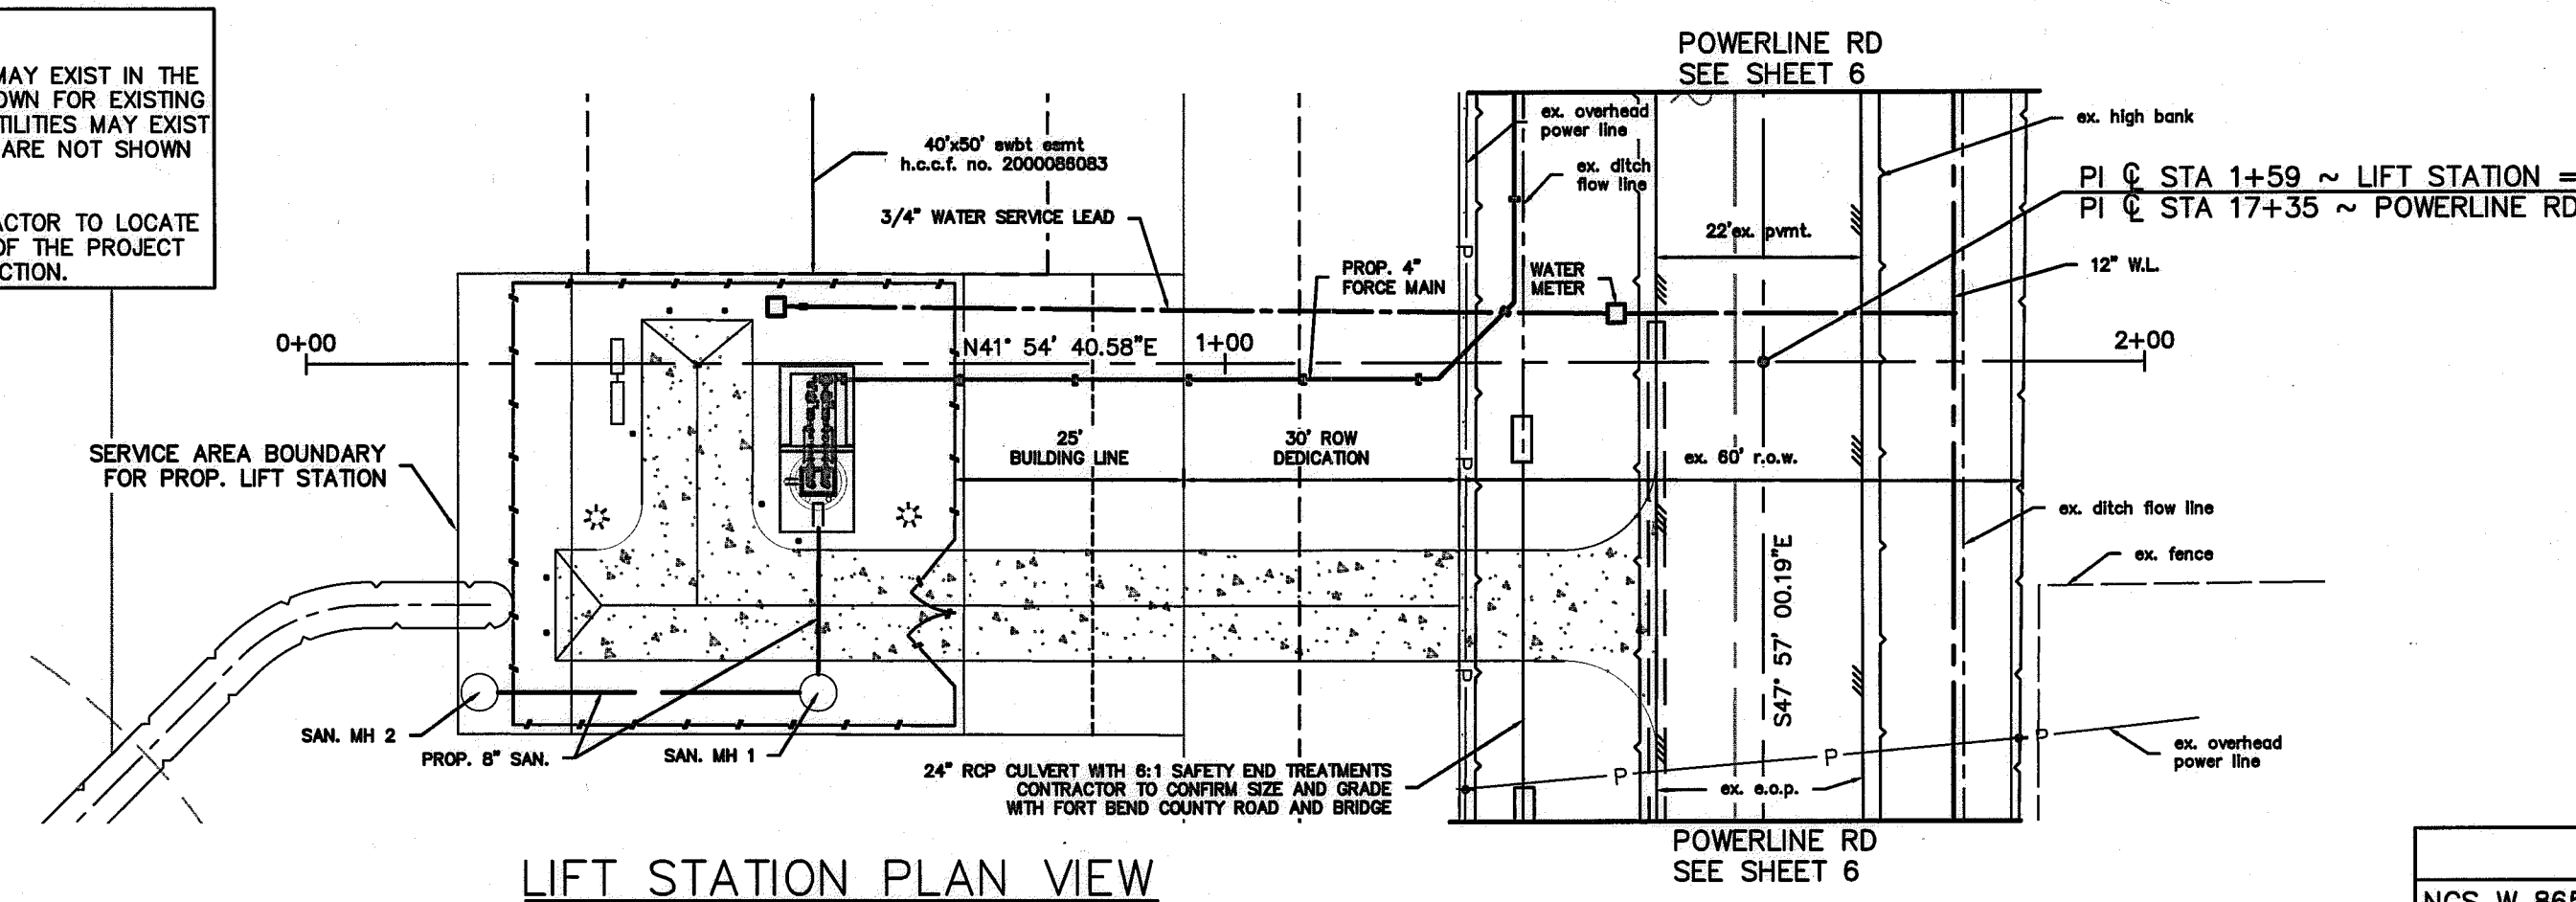 MAY EXIST IN THE
OWN FOR EXISTING
TILITIES MAY EXIST
ARE NOT SHOWN
ACTOR TO LOCATE
OF THE PROJECT
CTION.
POWERLINE RD
SEE SHEET 6
40'x50' swbt esmt
h.c.c.f. no. 2000086083
3/4" WATER SERVICE LEAD
ex. overhead
power line
ex. ditch
flow line
ex. high bank
PI ℄ STA 1+59 ~ LIFT STATION =
PI ℄ STA 17+35 ~ POWERLINE RD
22'ex. pvmt.
12" W.L.
PROP. 4"
FORCE MAIN
WATER
METER
0+00
N41° 54' 40.58"E
1+00
2+00
SERVICE AREA BOUNDARY
FOR PROP. LIFT STATION
25'
BUILDING LINE
30' ROW
DEDICATION
ex. 60' r.o.w.
ex. ditch flow line
ex. fence
S47° 57' 00.19"E
P
P
P
P
P
P
SAN. MH 2
PROP. 8" SAN.
SAN. MH 1
24" RCP CULVERT WITH 6:1 SAFETY END TREATMENTS
CONTRACTOR TO CONFIRM SIZE AND GRADE
WITH FORT BEND COUNTY ROAD AND BRIDGE
ex. e.o.p.
ex. overhead
power line
POWERLINE RD
SEE SHEET 6
LIFT STATION PLAN VIEW